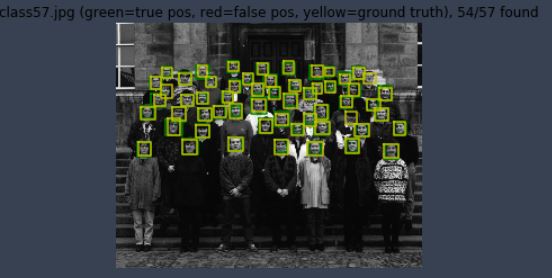 class57.jpg (green=true pos, red=false pos, yellow=ground truth), 54/57 found